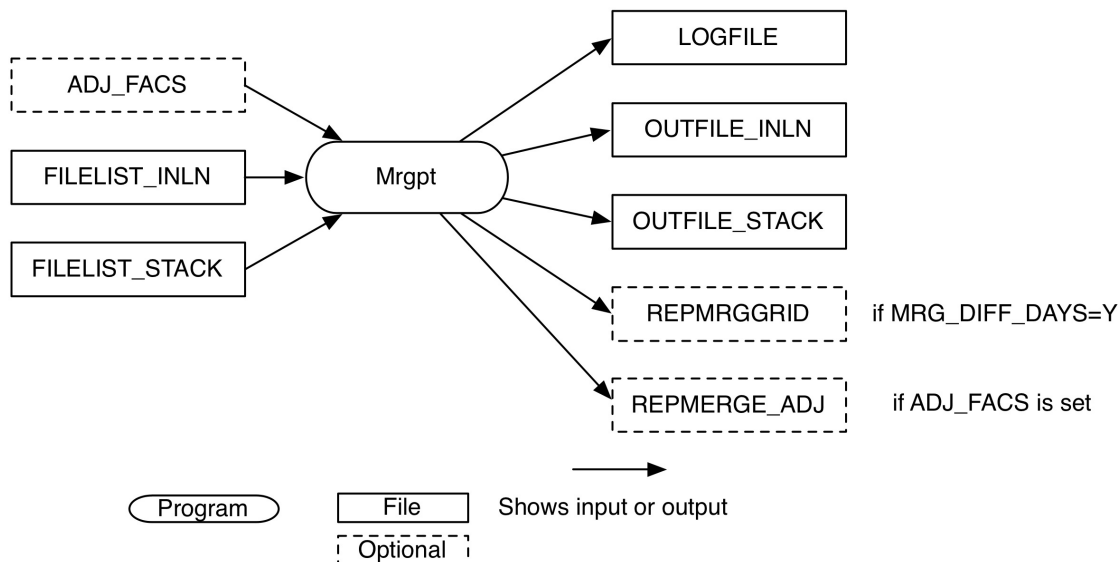 LOGFILE
ADJ_FACS
OUTFILE_INLN
FILELIST_INLN
Mrgpt
OUTFILE_STACK
FILELIST_STACK
REPMRGGRID
if MRG_DIFF_DAYS=Y
REPMERGE_ADJ
if ADJ_FACS is set
Program
File
Shows input or output
Optional